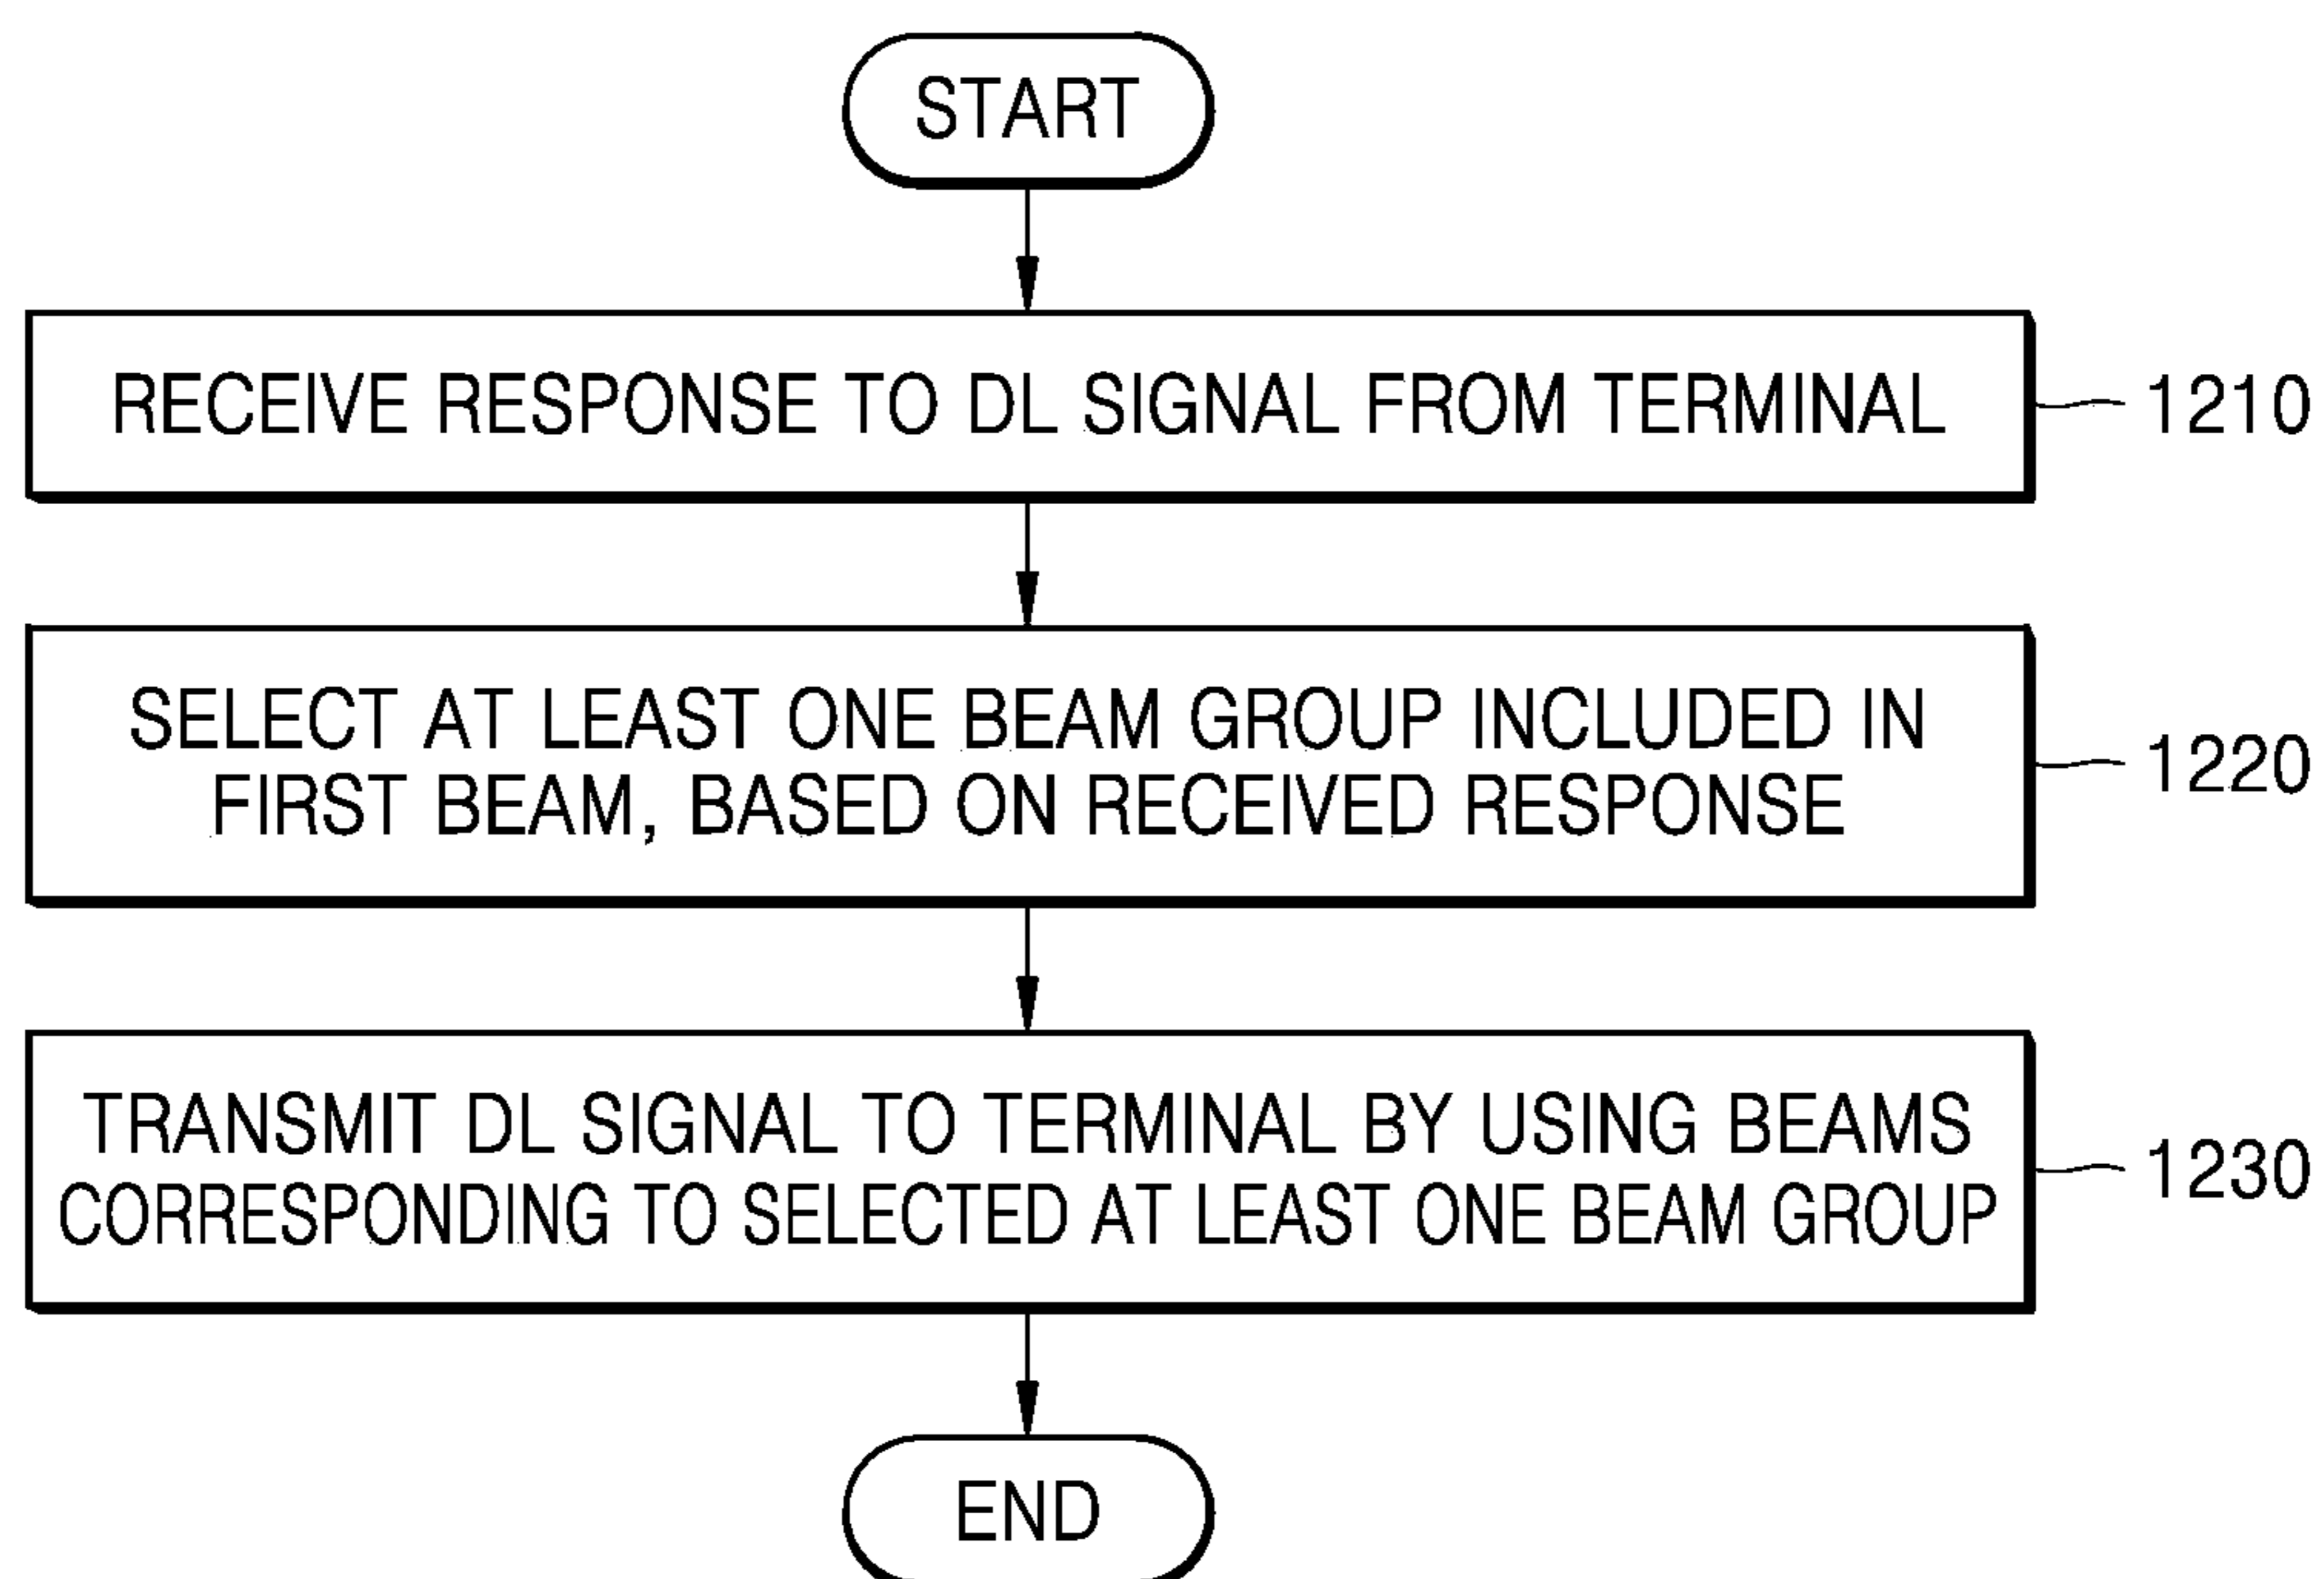 START
RECEIVE RESPONSE TO DL SIGNAL FROM TERMINAL
1210
SELECT AT LEAST ONE BEAM GROUP INCLUDED IN
FIRST BEAM, BASED ON RECEIVED RESPONSE
1220
TRANSMIT DL SIGNAL TO TERMINAL BY USING BEAMS
CORRESPONDING TO SELECTED AT LEAST ONE BEAM GROUP
1230
END